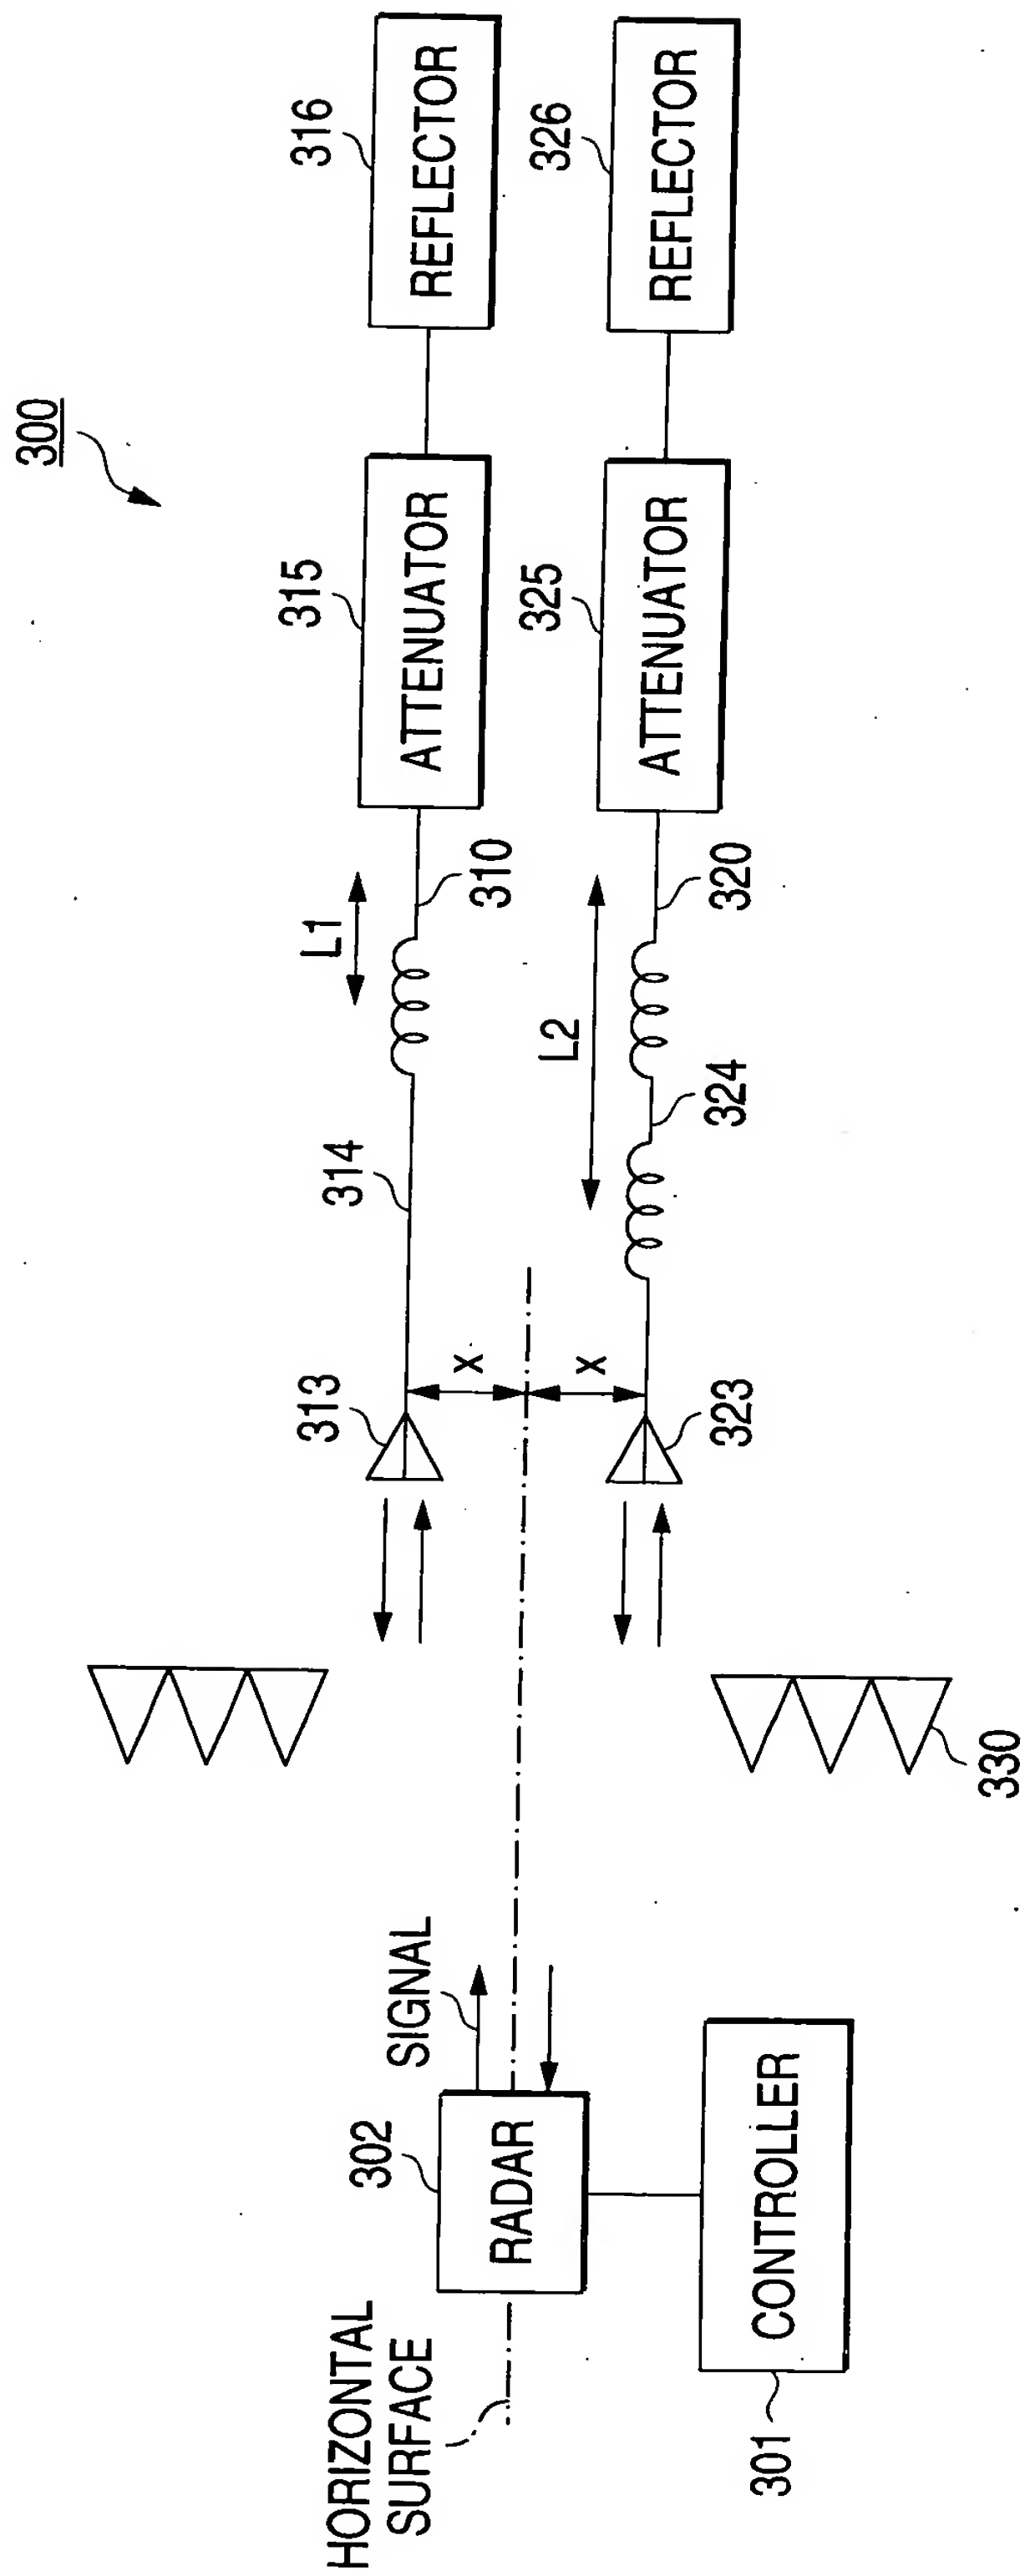 300
316
REFLECTOR
326
REFLECTOR
315
ATTENUATOR
325
ATTENUATOR
L1
310
L2
320
314
324
313
X
X
323
330
SIGNAL
302
RADAR
HORIZONTAL
SURFACE
CONTROLLER
301